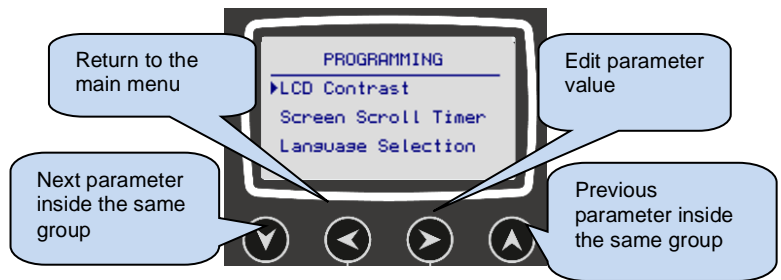 Return to the
main menu
PROGRAMMING
LCD Contrast
Screen Scroll Timer
Language Selection
Edit parameter
value
Next parameter
inside the same
group
Previous
parameter inside
the same group